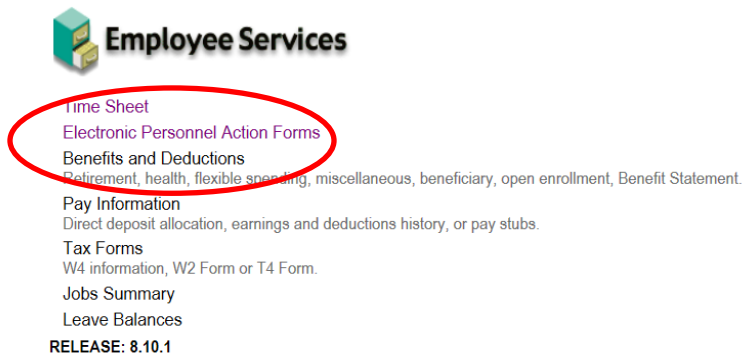 Employee Services
Time Sheet
Electronic Personnel Action Forms
Benefits and Deductions
Retirement, health, flexible spending, miscellaneous, beneficiary, open enrollment, Benefit Statement.
Pay Information
Direct deposit allocation, earnings and deductions history, or pay stubs.
Tax Forms
W4 information, W2 Form or T4 Form.
Jobs Summary
Leave Balances
RELEASE: 8.10.1